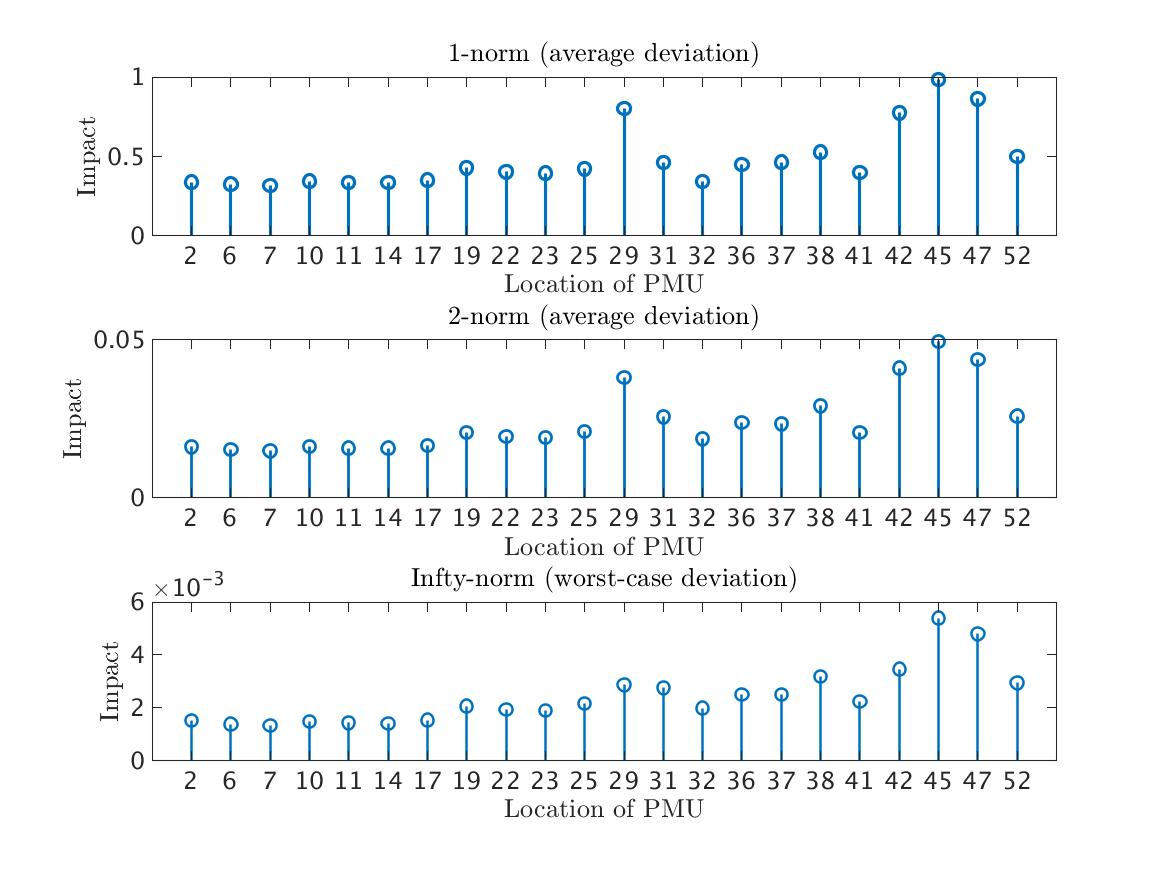 1-norm (average deviation)
1
0.5
0
Impact
2 6 7 10 11 14 17 19 22 23 25 29 31 32 36 37 38 41 42 45 47 52
Location of PMU
2-norm (average deviation)
0.05
0
Impact
2 6 7 10 11 14 17 19 22 23 25 29 31 32 36 37 38 41 42 45 47 52
Location of PMU
Infty-norm (worst-case deviation)
×10⁻³
6
4
2
0
Impact
2 6 7 10 11 14 17 19 22 23 25 29 31 32 36 37 38 41 42 45 47 52
Location of PMU